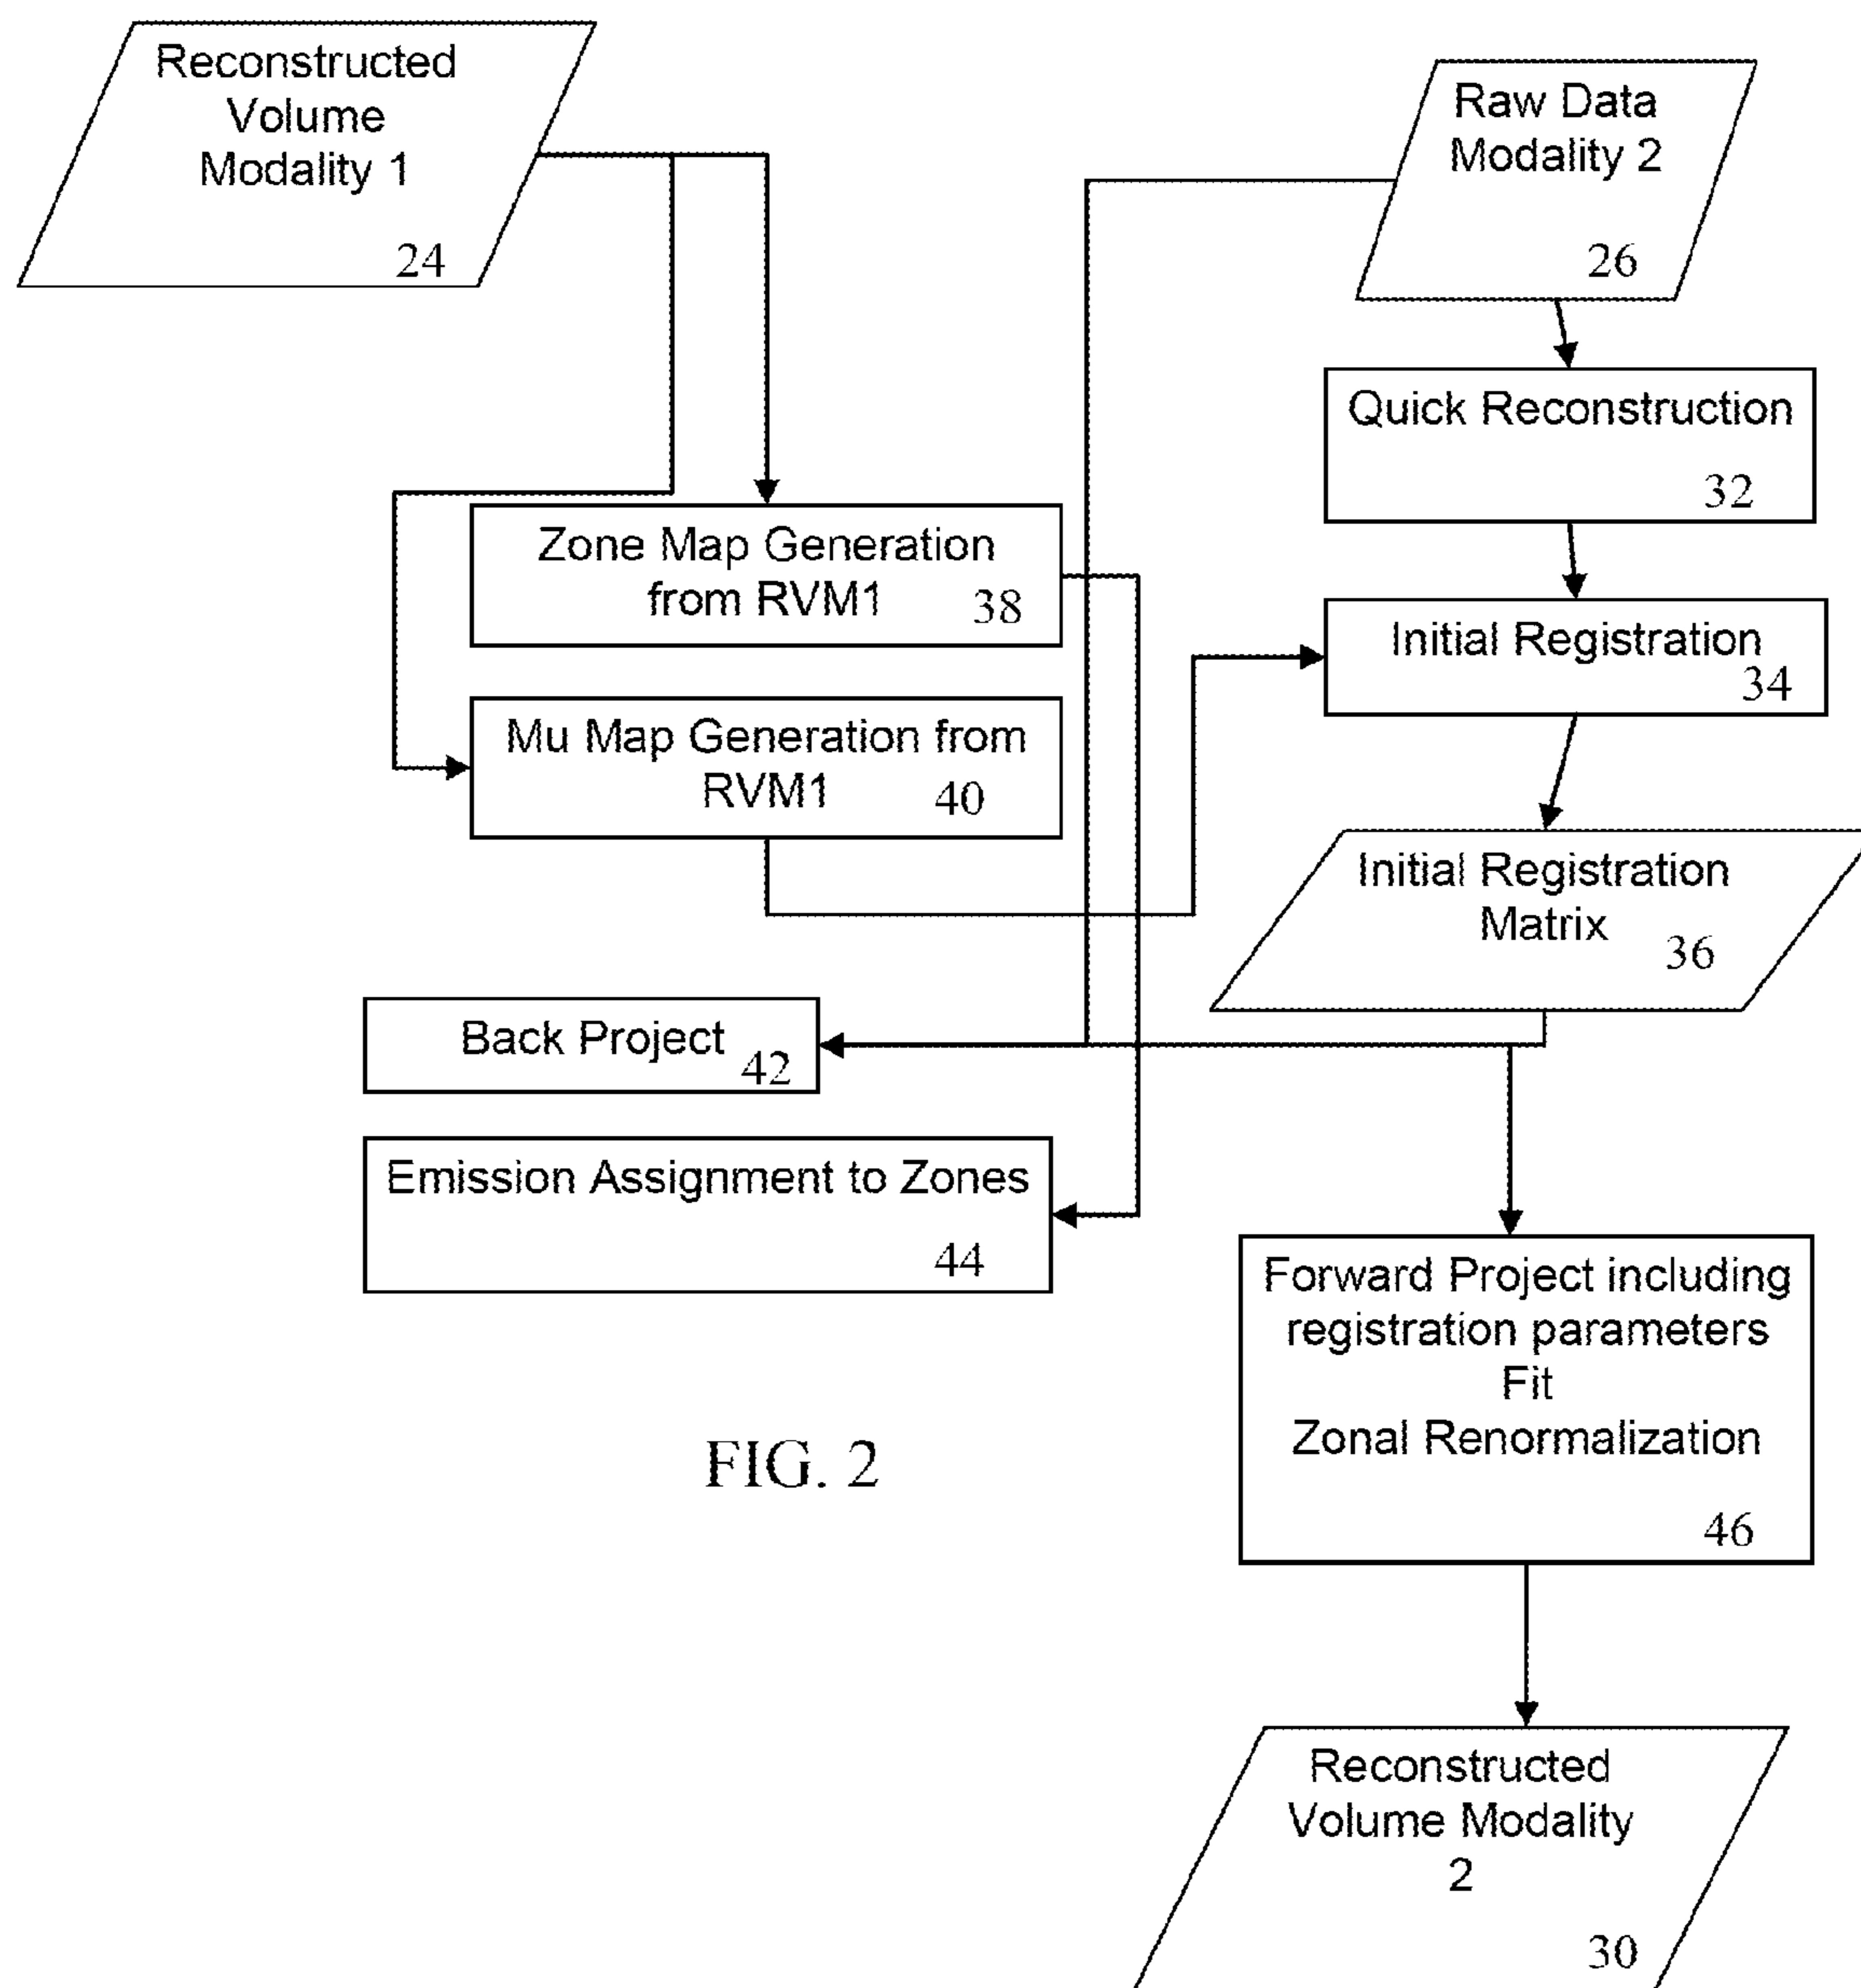 Reconstructed
Volume
Modality 1
24
Raw Data
Modality 2
26
Quick Reconstruction
32
Zone Map Generation
from RVM1
38
Initial Registration
34
Mu Map Generation from
RVM1
40
Initial Registration
Matrix
36
Back Project
42
Emission Assignment to Zones
44
Forward Project including
registration parameters
Fit
Zonal Renormalization
46
FIG. 2
Reconstructed
Volume Modality
2
30